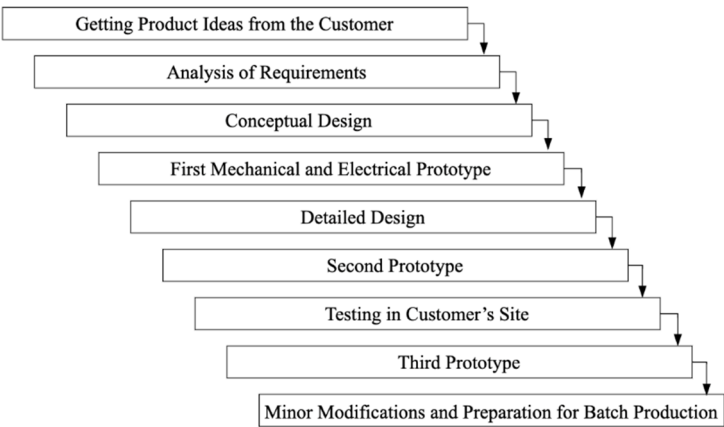 Getting Product Ideas from the Customer
Analysis of Requirements
Conceptual Design
First Mechanical and Electrical Prototype
Detailed Design
Second Prototype
Testing in Customer's Site
Third Prototype
Minor Modifications and Preparation for Batch Production